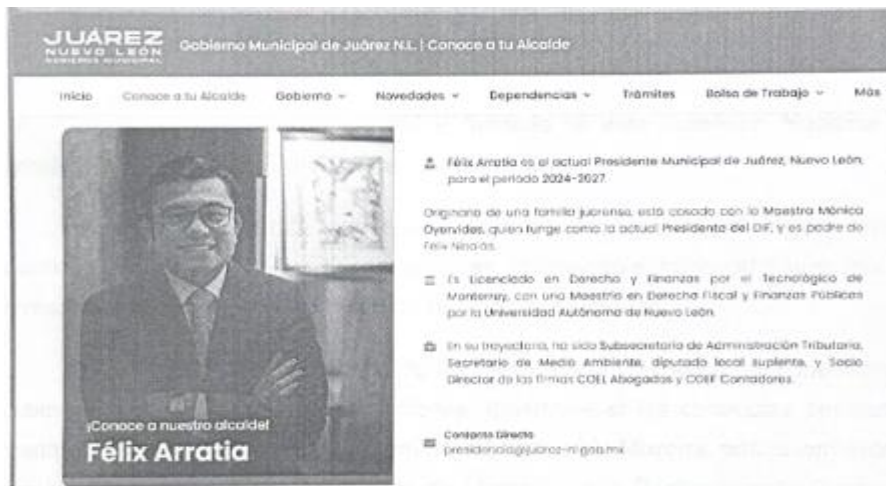 JUÁREZ
NUEVO LEÓN
GOBIERNO MUNICIPAL
Gobierno Municipal de Juárez N.L. | Conoce a tu Alcalde
Inicio
Conoce a tu Alcalde
Gobierno
Novedades
Dependencias
Trámites
Bolsa de Trabajo
Más
Félix Arratia es el actual Presidente Municipal de Juárez, Nuevo León,
para el periodo 2024-2027
Originario de una familia juarense, está casado con la Maestra Mónica
Oyervides, quien funge como la actual Presidenta del DIF, y es padre de
Félix Nicolás.
Es Licenciado en Derecho y Finanzas por el Tecnológico de
Monterrey, con una Maestría en Derecho Fiscal y Finanzas Públicas
por la Universidad Autónoma de Nuevo León.
En su trayectoria, ha sido Subsecretario de Administración Tributaria,
Secretario de Medio Ambiente, diputado local suplente, y Socio
Director de las firmas COEL Abogados y COEF Contadores.
Contacto Directo
¡Conoce a nuestro alcalde!
Félix Arratia